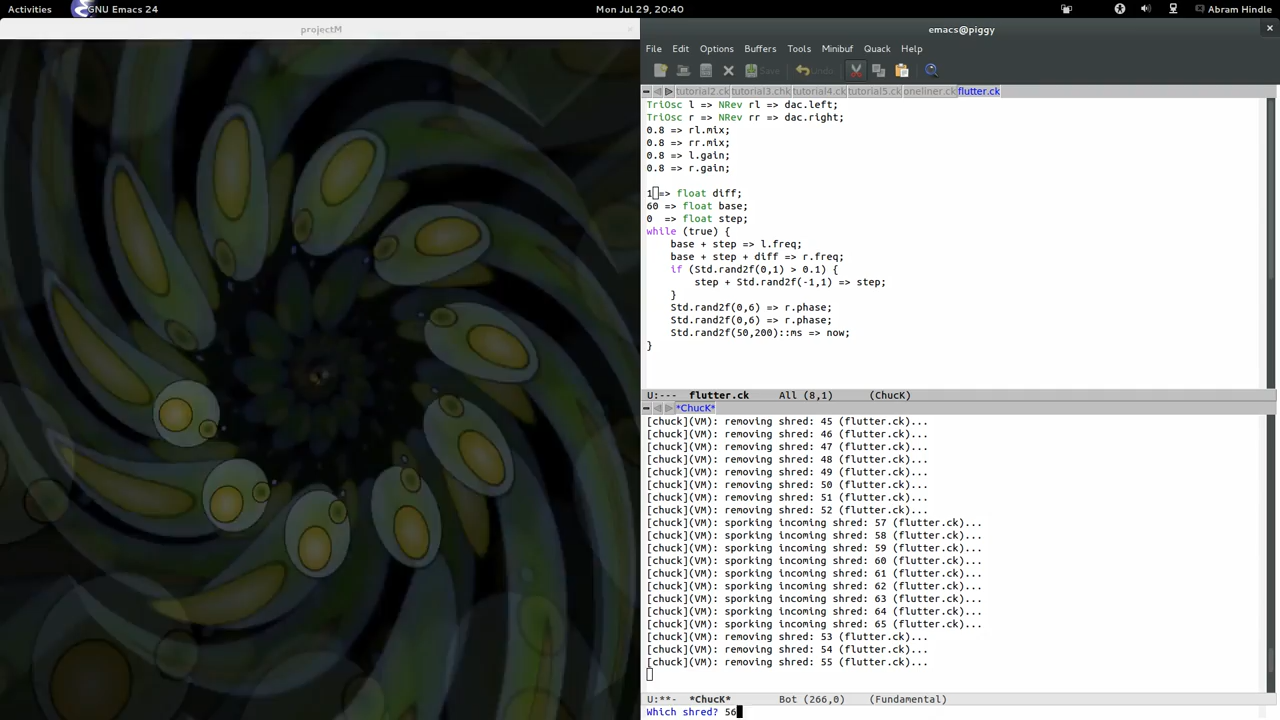 Activities GNU Emacs 24 Mon Jul 29, 20:40 Abram Hindle
projectM
emacs@piggy
File Edit Options Buffers Tools Minibuf Quack Help
Save Undo
tutorial2.ck tutorial3.chk tutorial4.ck tutorial5.ck oneliner.ck flutter.ck
TriOsc l => NRev rl => dac.left;
TriOsc r => NRev rr => dac.right;
0.8 => rl.mix;
0.8 => rr.mix;
0.8 => l.gain;
0.8 => r.gain;
1 => float diff;
60 => float base;
0  => float step;
while (true) {
    base + step => l.freq;
    base + step + diff => r.freq;
    if (Std.rand2f(0,1) > 0.1) {
        step + Std.rand2f(-1,1) => step;
    }
    Std.rand2f(0,6) => r.phase;
    Std.rand2f(0,6) => r.phase;
    Std.rand2f(50,200)::ms => now;
}
U:--- flutter.ck All (8,1) (ChucK)
*ChucK*
[chuck](VM): removing shred: 45 (flutter.ck)...
[chuck](VM): removing shred: 46 (flutter.ck)...
[chuck](VM): removing shred: 47 (flutter.ck)...
[chuck](VM): removing shred: 48 (flutter.ck)...
[chuck](VM): removing shred: 49 (flutter.ck)...
[chuck](VM): removing shred: 50 (flutter.ck)...
[chuck](VM): removing shred: 51 (flutter.ck)...
[chuck](VM): removing shred: 52 (flutter.ck)...
[chuck](VM): sporking incoming shred: 57 (flutter.ck)...
[chuck](VM): sporking incoming shred: 58 (flutter.ck)...
[chuck](VM): sporking incoming shred: 59 (flutter.ck)...
[chuck](VM): sporking incoming shred: 60 (flutter.ck)...
[chuck](VM): sporking incoming shred: 61 (flutter.ck)...
[chuck](VM): sporking incoming shred: 62 (flutter.ck)...
[chuck](VM): sporking incoming shred: 63 (flutter.ck)...
[chuck](VM): sporking incoming shred: 64 (flutter.ck)...
[chuck](VM): sporking incoming shred: 65 (flutter.ck)...
[chuck](VM): removing shred: 53 (flutter.ck)...
[chuck](VM): removing shred: 54 (flutter.ck)...
[chuck](VM): removing shred: 55 (flutter.ck)...
U:**- *ChucK* Bot (266,0) (Fundamental)
Which shred? 56